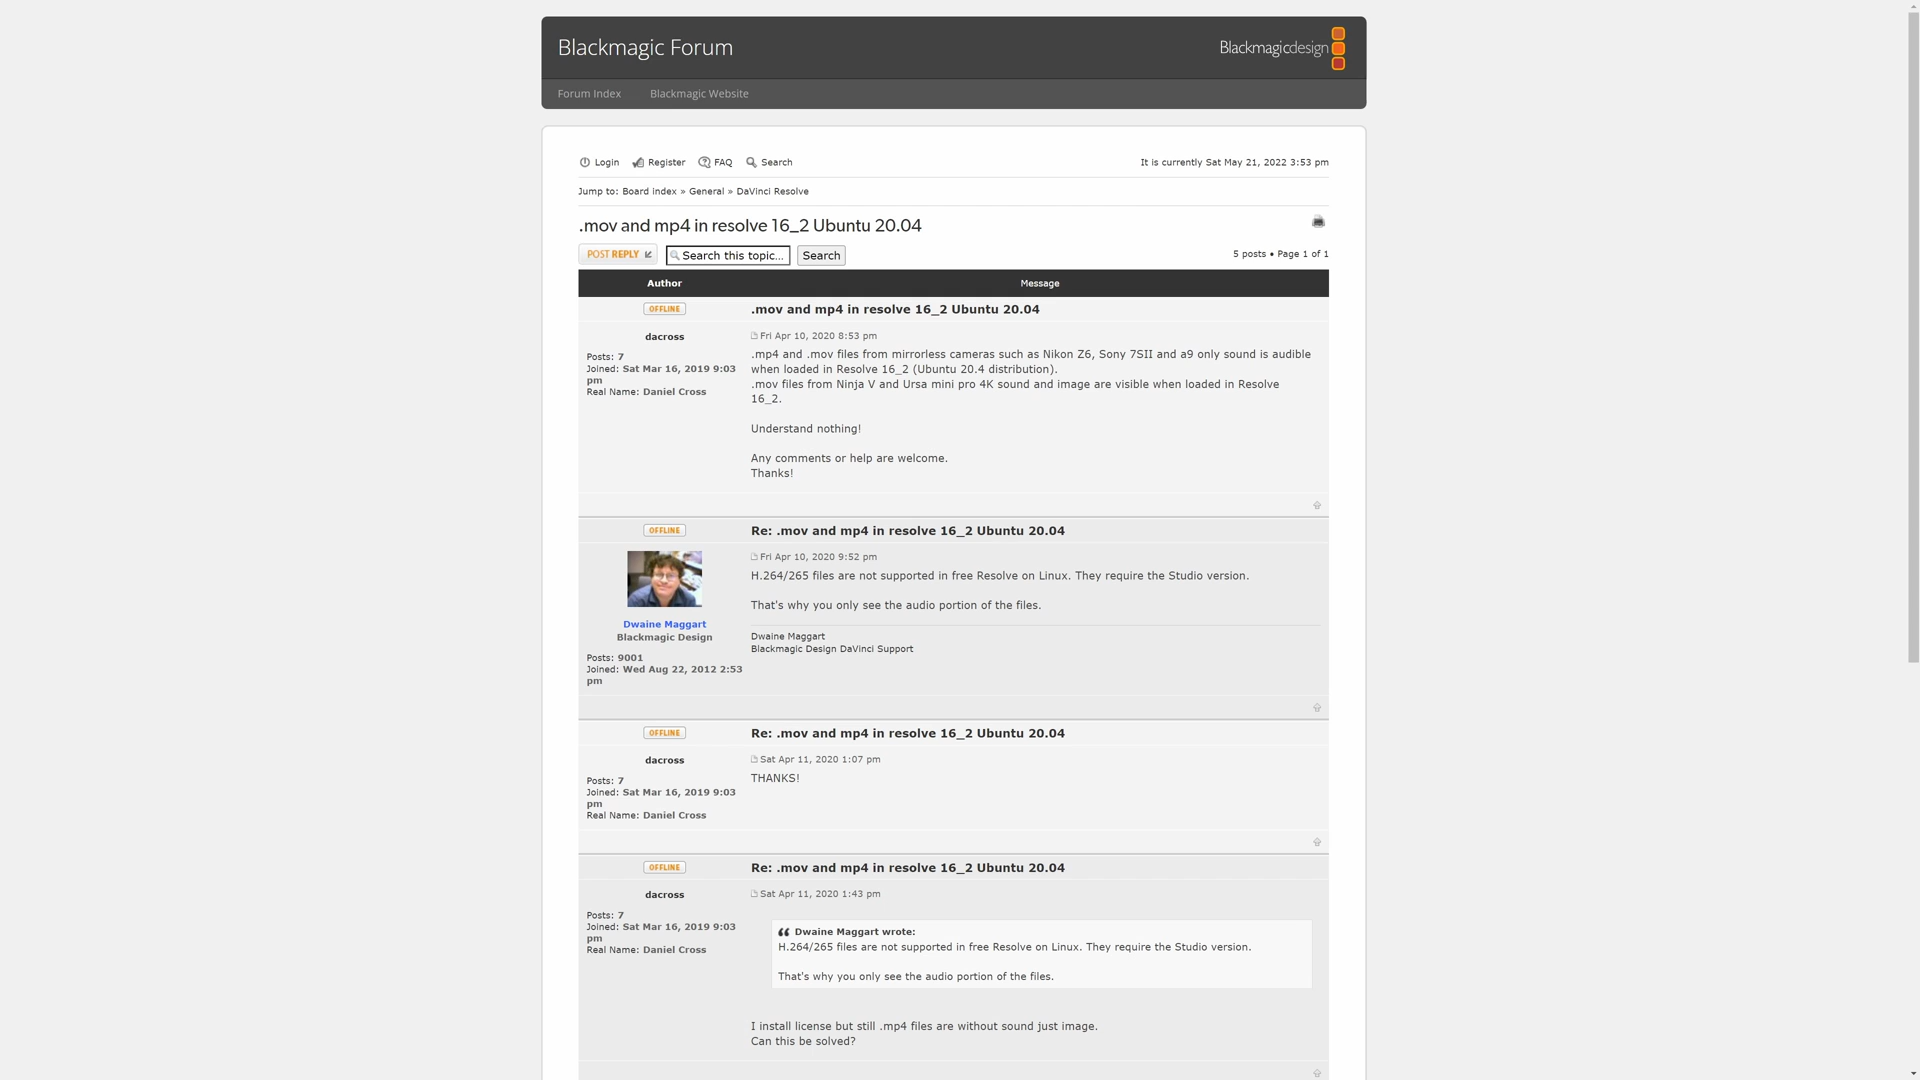 Blackmagic Forum
Blackmagicdesign
Forum Index
Blackmagic Website
Login
Register
FAQ
Search
It is currently Sat May 21, 2022 3:53 pm
Jump to: Board index » General » DaVinci Resolve
.mov and mp4 in resolve 16_2 Ubuntu 20.04
POST REPLY
Search this topic...
Search
5 posts • Page 1 of 1
Author
Message
OFFLINE
.mov and mp4 in resolve 16_2 Ubuntu 20.04
dacross
Posts: 7
Joined: Sat Mar 16, 2019 9:03
pm
Real Name: Daniel Cross
Fri Apr 10, 2020 8:53 pm
.mp4 and .mov files from mirrorless cameras such as Nikon Z6, Sony 7SII and a9 only sound is audible
when loaded in Resolve 16_2 (Ubuntu 20.4 distribution).
.mov files from Ninja V and Ursa mini pro 4K sound and image are visible when loaded in Resolve
16_2.
Understand nothing!
Any comments or help are welcome.
Thanks!
OFFLINE
Re: .mov and mp4 in resolve 16_2 Ubuntu 20.04
Dwaine Maggart
Blackmagic Design
Posts: 9001
Joined: Wed Aug 22, 2012 2:53
pm
Fri Apr 10, 2020 9:52 pm
H.264/265 files are not supported in free Resolve on Linux. They require the Studio version.
That's why you only see the audio portion of the files.
Dwaine Maggart
Blackmagic Design DaVinci Support
OFFLINE
Re: .mov and mp4 in resolve 16_2 Ubuntu 20.04
dacross
Posts: 7
Joined: Sat Mar 16, 2019 9:03
pm
Real Name: Daniel Cross
Sat Apr 11, 2020 1:07 pm
THANKS!
OFFLINE
Re: .mov and mp4 in resolve 16_2 Ubuntu 20.04
dacross
Posts: 7
Joined: Sat Mar 16, 2019 9:03
pm
Real Name: Daniel Cross
Sat Apr 11, 2020 1:43 pm
Dwaine Maggart wrote:
H.264/265 files are not supported in free Resolve on Linux. They require the Studio version.
That's why you only see the audio portion of the files.
I install license but still .mp4 files are without sound just image.
Can this be solved?